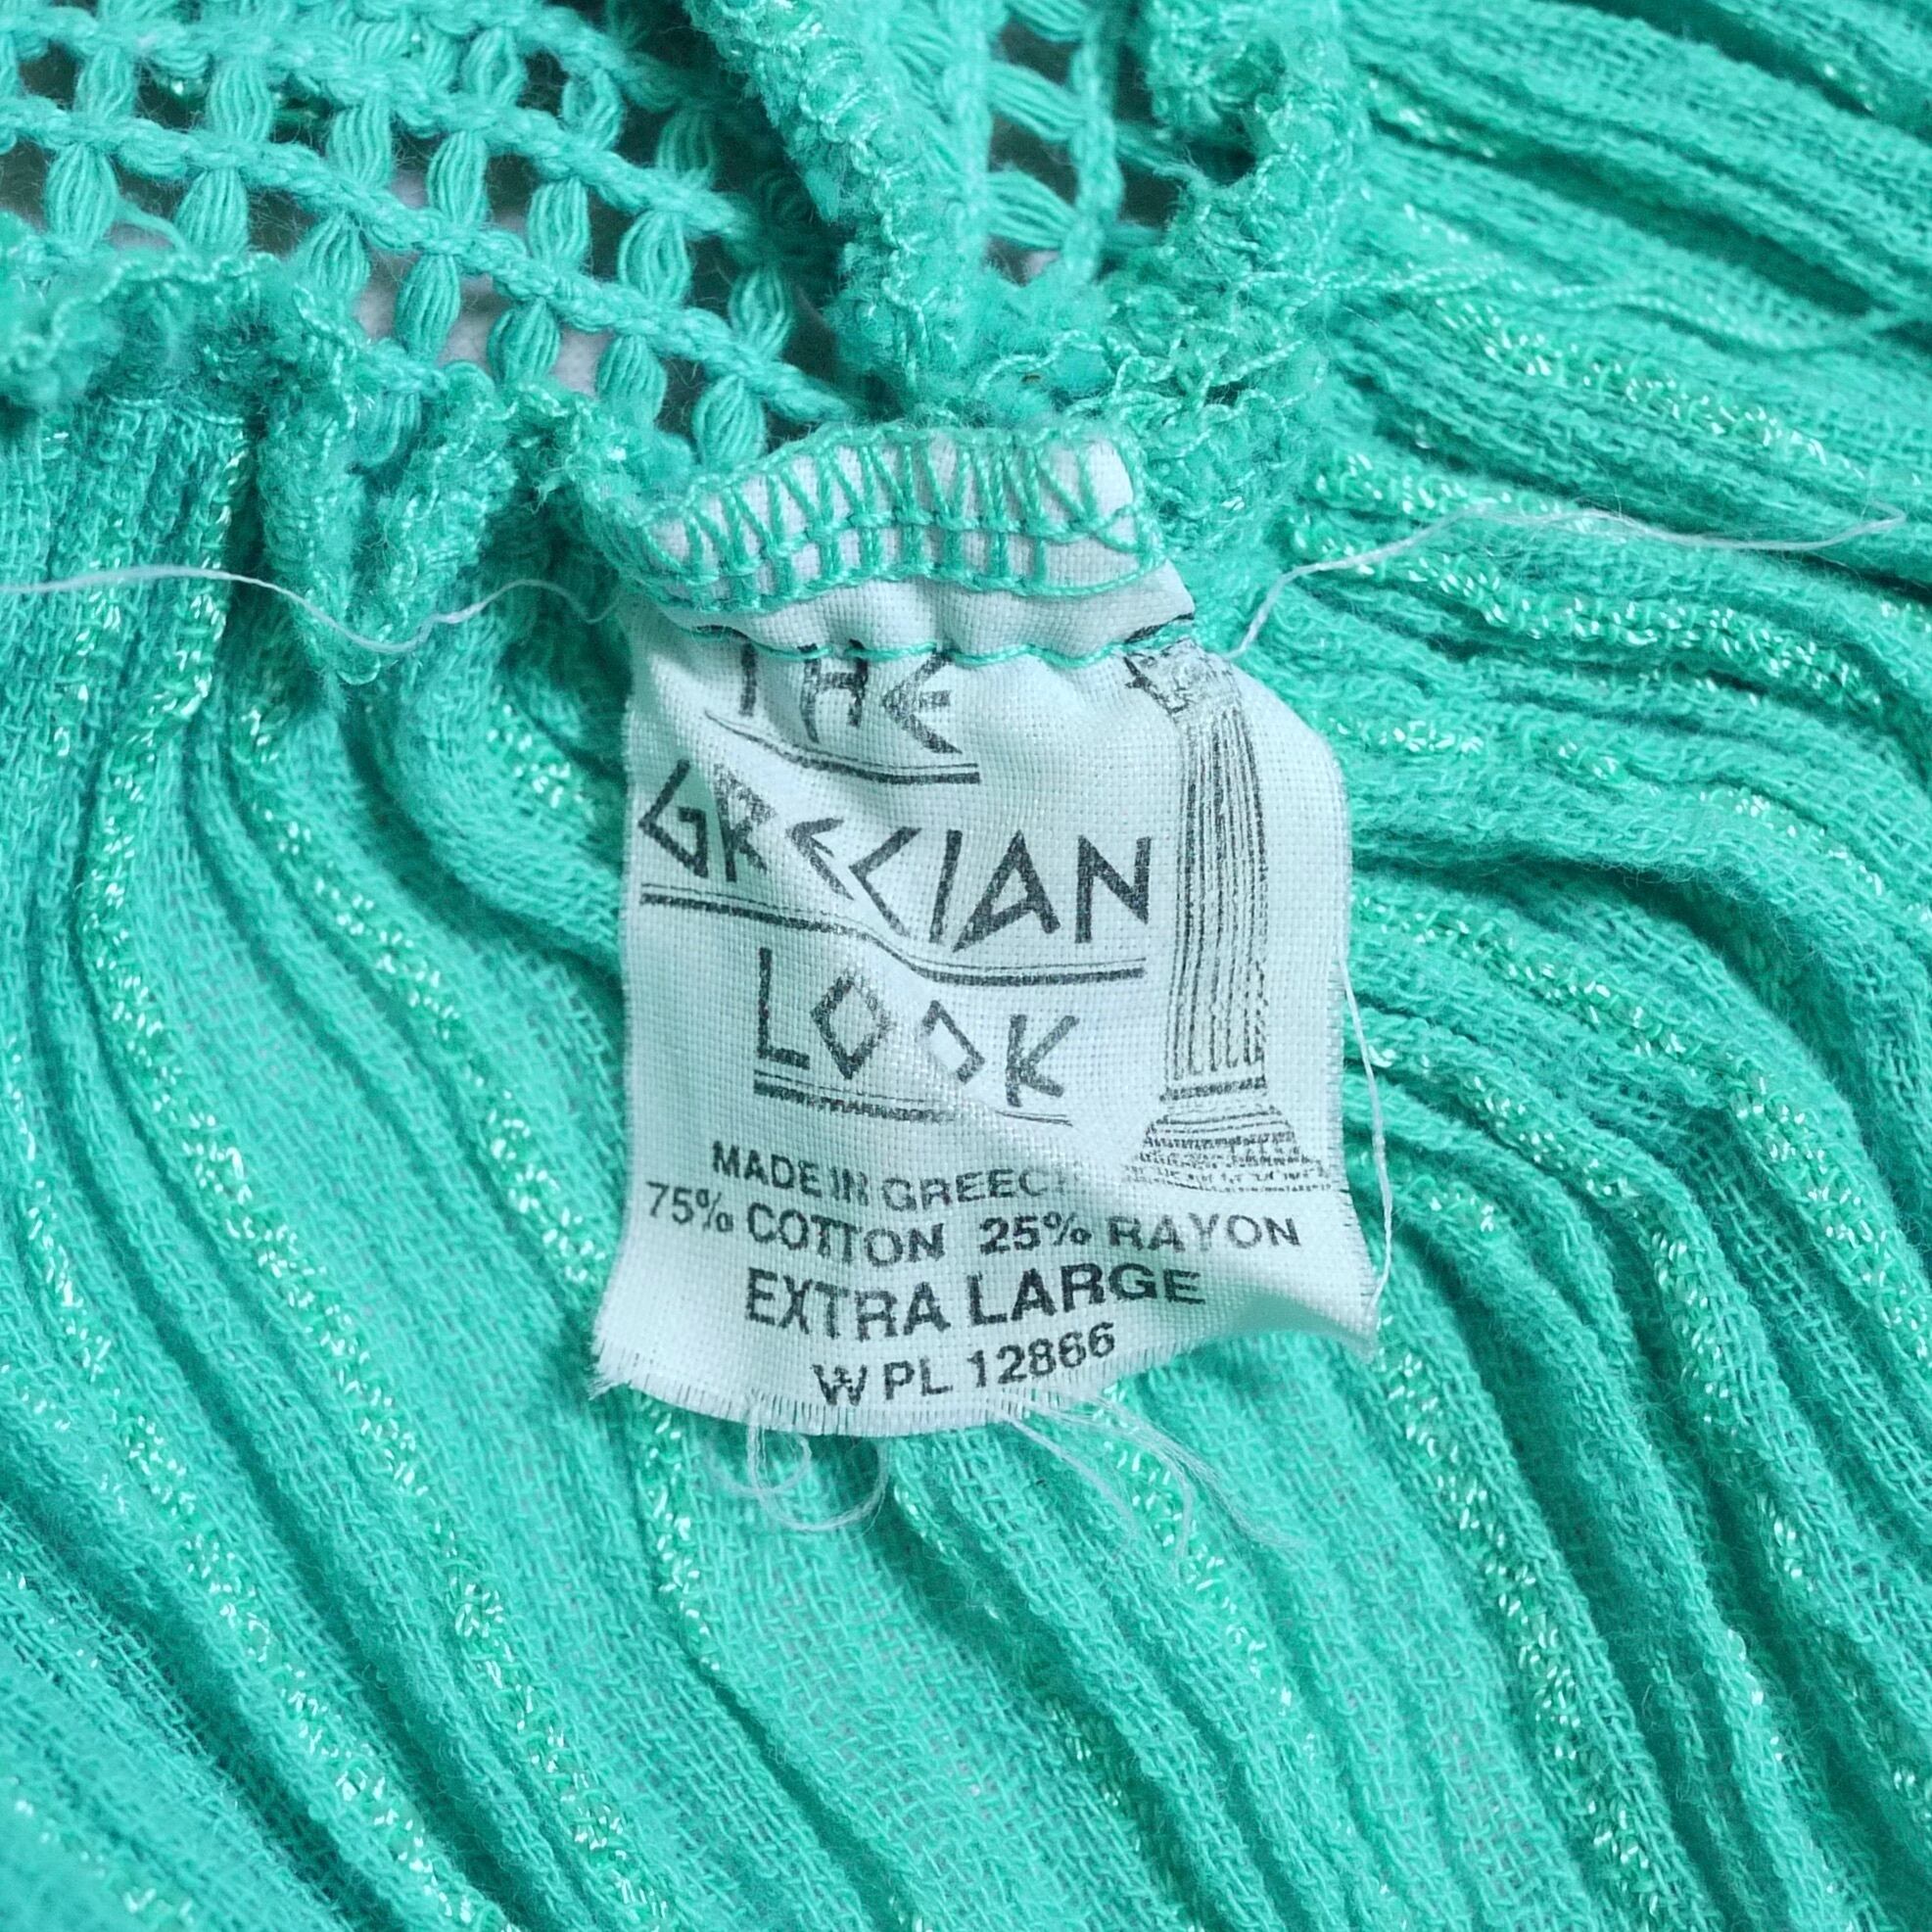 THE
GRECIAN
LOOK
MADE IN GREECE
75% COTTON 25% RAYON
EXTRA LARGE
WPL 12866